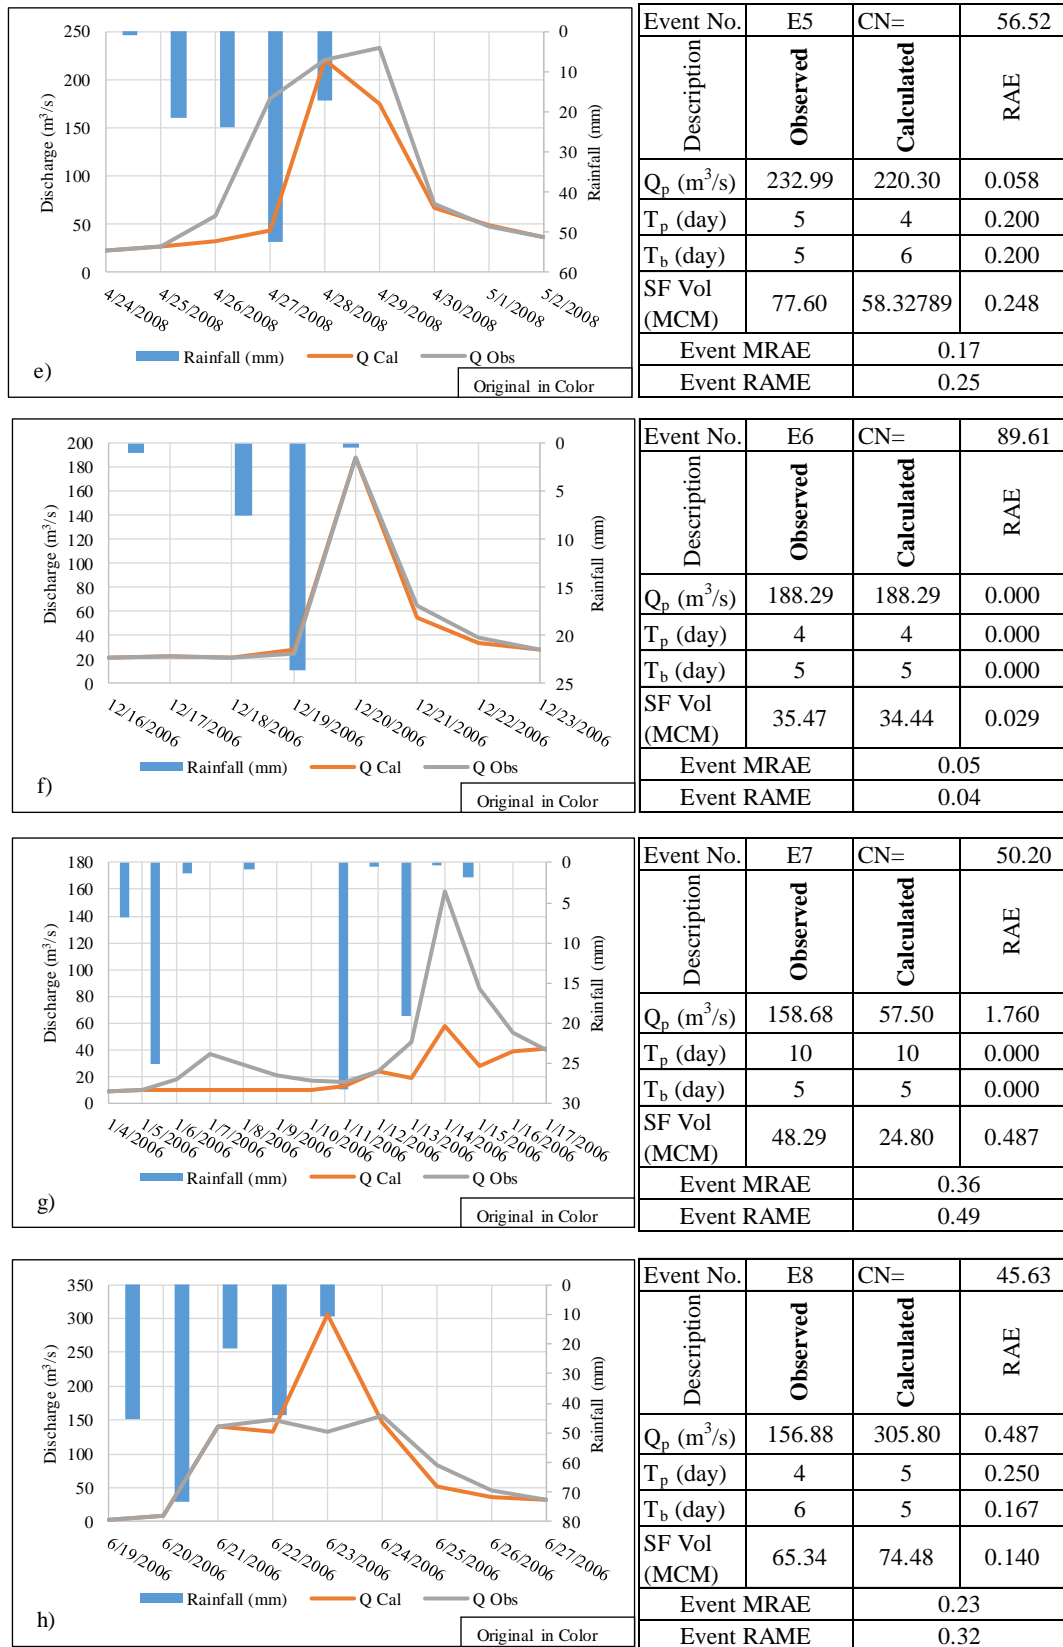 250
200
150
100
50
0
Discharge (m³/s)
0
10
20
30
40
50
60
Rainfall (mm)
4/24/2008
4/25/2008
4/26/2008
4/27/2008
4/28/2008
4/29/2008
4/30/2008
5/1/2008
5/2/2008
Rainfall (mm) Q Cal Q Obs
e)
Original in Color
Event No. E5 CN= 56.52
Description Observed Calculated RAE
Qp (m³/s) 232.99 220.30 0.058
Tp (day) 5 4 0.200
Tb (day) 5 6 0.200
SF Vol
(MCM) 77.60 58.32789 0.248
Event MRAE 0.17
Event RAME 0.25
200
180
160
140
120
100
80
60
40
20
0
Discharge (m³/s)
0
5
10
15
20
25
Rainfall (mm)
12/16/2006
12/17/2006
12/18/2006
12/19/2006
12/20/2006
12/21/2006
12/22/2006
12/23/2006
Rainfall (mm) Q Cal Q Obs
f)
Original in Color
Event No. E6 CN= 89.61
Description Observed Calculated RAE
Qp (m³/s) 188.29 188.29 0.000
Tp (day) 4 4 0.000
Tb (day) 5 5 0.000
SF Vol
(MCM) 35.47 34.44 0.029
Event MRAE 0.05
Event RAME 0.04
180
160
140
120
100
80
60
40
20
0
Discharge (m³/s)
0
5
10
15
20
25
30
Rainfall (mm)
1/4/2006
1/5/2006
1/6/2006
1/7/2006
1/8/2006
1/9/2006
1/10/2006
1/11/2006
1/12/2006
1/13/2006
1/14/2006
1/15/2006
1/16/2006
1/17/2006
Rainfall (mm) Q Cal Q Obs
g)
Original in Color
Event No. E7 CN= 50.20
Description Observed Calculated RAE
Qp (m³/s) 158.68 57.50 1.760
Tp (day) 10 10 0.000
Tb (day) 5 5 0.000
SF Vol
(MCM) 48.29 24.80 0.487
Event MRAE 0.36
Event RAME 0.49
350
300
250
200
150
100
50
0
Discharge (m³/s)
0
10
20
30
40
50
60
70
80
Rainfall (mm)
6/19/2006
6/20/2006
6/21/2006
6/22/2006
6/23/2006
6/24/2006
6/25/2006
6/26/2006
6/27/2006
Rainfall (mm) Q Cal Q Obs
h)
Original in Color
Event No. E8 CN= 45.63
Description Observed Calculated RAE
Qp (m³/s) 156.88 305.80 0.487
Tp (day) 4 5 0.250
Tb (day) 6 5 0.167
SF Vol
(MCM) 65.34 74.48 0.140
Event MRAE 0.23
Event RAME 0.32